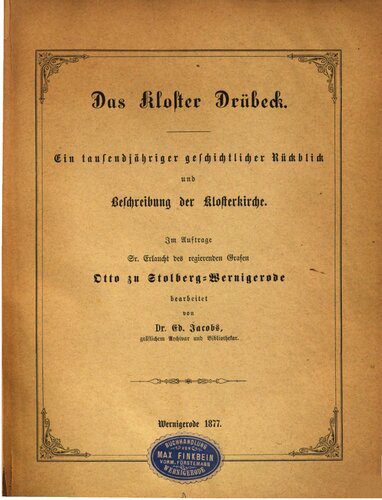 Das Kloster Drübeck.
Ein tausendjähriger geschichtlicher Rückblick
und
Beschreibung der Klosterkirche.
Im Auftrage
Sr. Erlaucht des regierenden Grafen
Otto zu Stolberg-Wernigerode
bearbeitet
von
Dr. Ed. Jacobs,
gräflichem Archivar und Bibliothekar.
Wernigerode 1877.
BUCHHANDLUNG
VON
MAX FINKBEIN
VORM. FÖRSTEMANN
WERNIGERODE